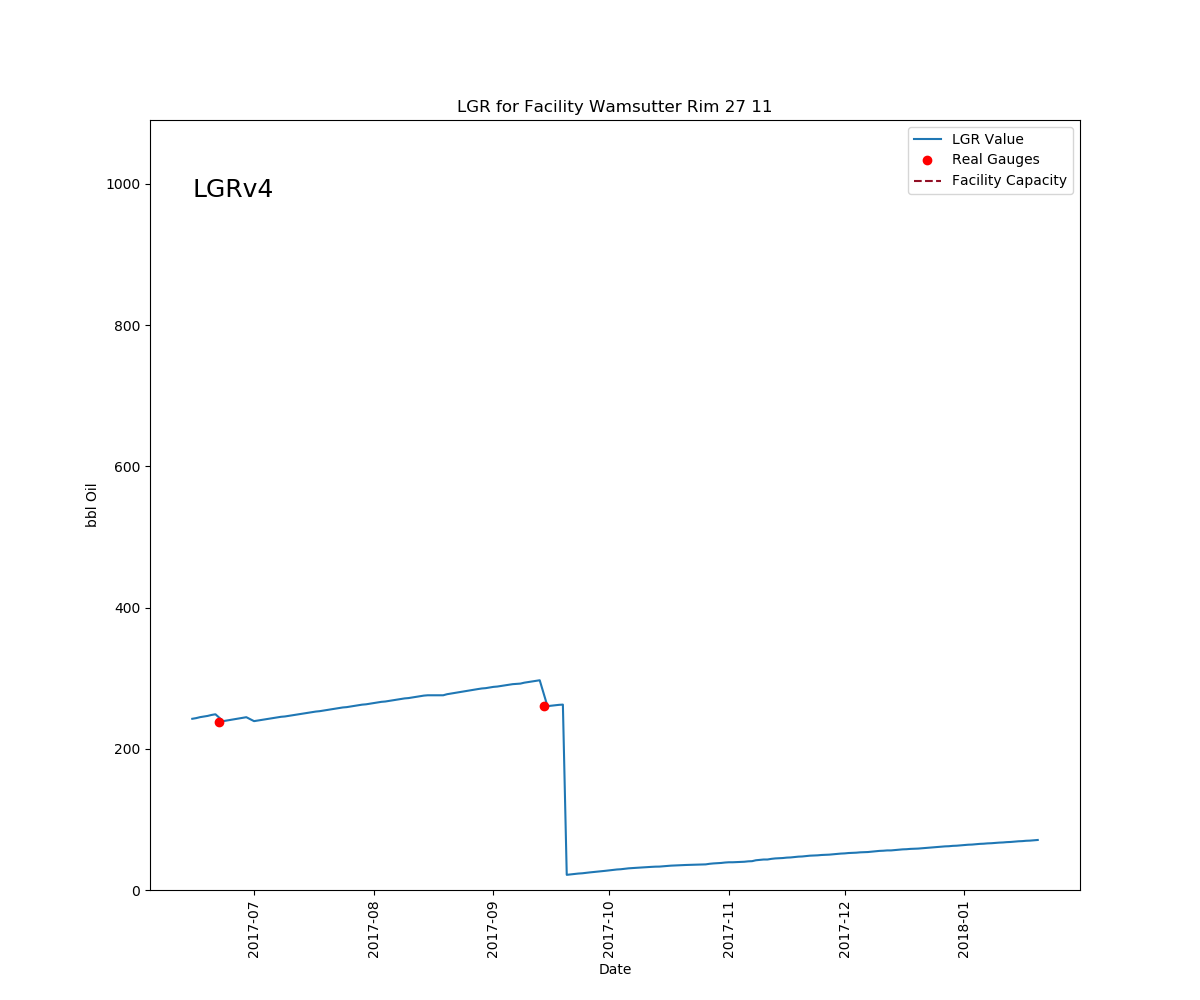 LGR for Facility Wamsutter Rim 27 11
LGR Value
Real Gauges
Facility Capacity
LGRv4
1000
800
600
400
200
0
bbl Oil
2017-07
2017-08
2017-09
2017-10
2017-11
2017-12
2018-01
Date